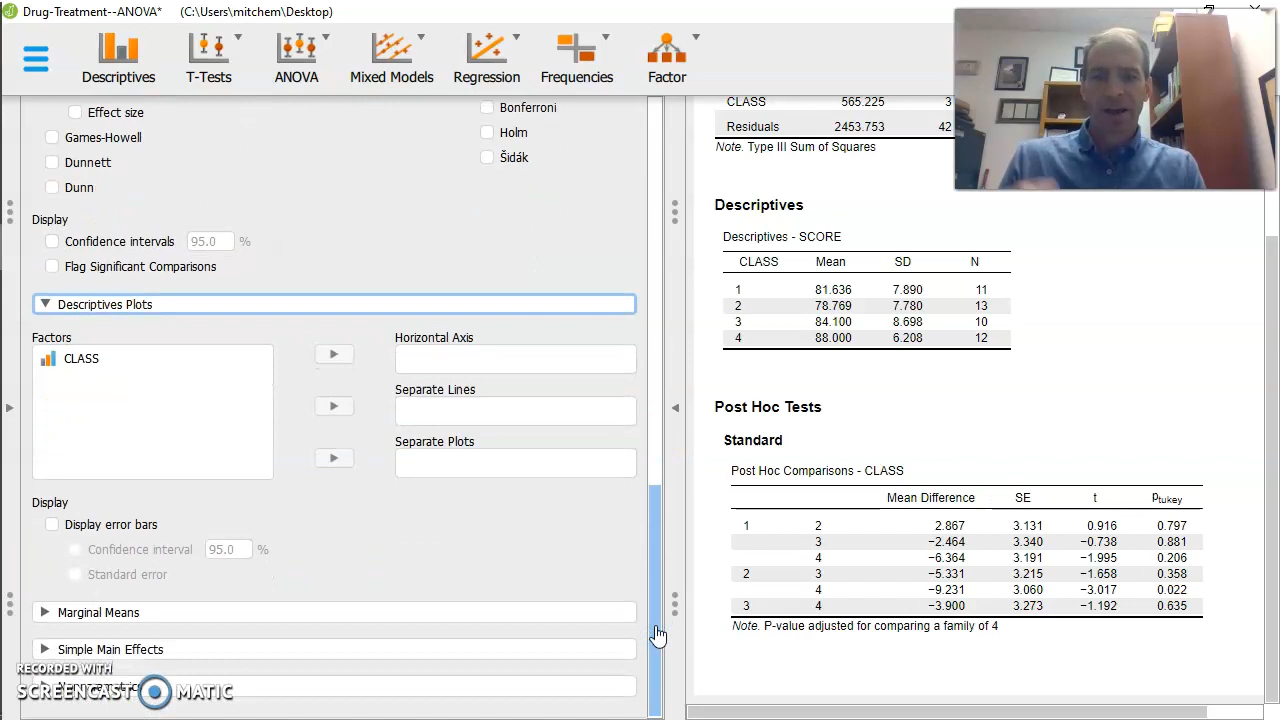 Drug-Treatment--ANOVA* (C:\Users\mitchem\Desktop)
Descriptives T-Tests ANOVA Mixed Models Regression Frequencies Factor
Effect size
Games-Howell
Dunnett
Dunn
Bonferroni
Holm
Šidák
Display
Confidence intervals 95.0 %
Flag Significant Comparisons
Descriptives Plots
Factors
CLASS
Horizontal Axis
Separate Lines
Separate Plots
Display
Display error bars
Confidence interval 95.0 %
Standard error
Marginal Means
Simple Main Effects
RECORDED WITH
SCREENCAST MATIC
CLASS 565.225 3
Residuals 2453.753 42
Note. Type III Sum of Squares
Descriptives
Descriptives - SCORE
CLASS Mean SD N
1 81.636 7.890 11
2 78.769 7.780 13
3 84.100 8.698 10
4 88.000 6.208 12
Post Hoc Tests
Standard
Post Hoc Comparisons - CLASS
Mean Difference SE t ptukey
1 2 2.867 3.131 0.916 0.797
3 −2.464 3.340 −0.738 0.881
4 −6.364 3.191 −1.995 0.206
2 3 −5.331 3.215 −1.658 0.358
4 −9.231 3.060 −3.017 0.022
3 4 −3.900 3.273 −1.192 0.635
Note. P-value adjusted for comparing a family of 4